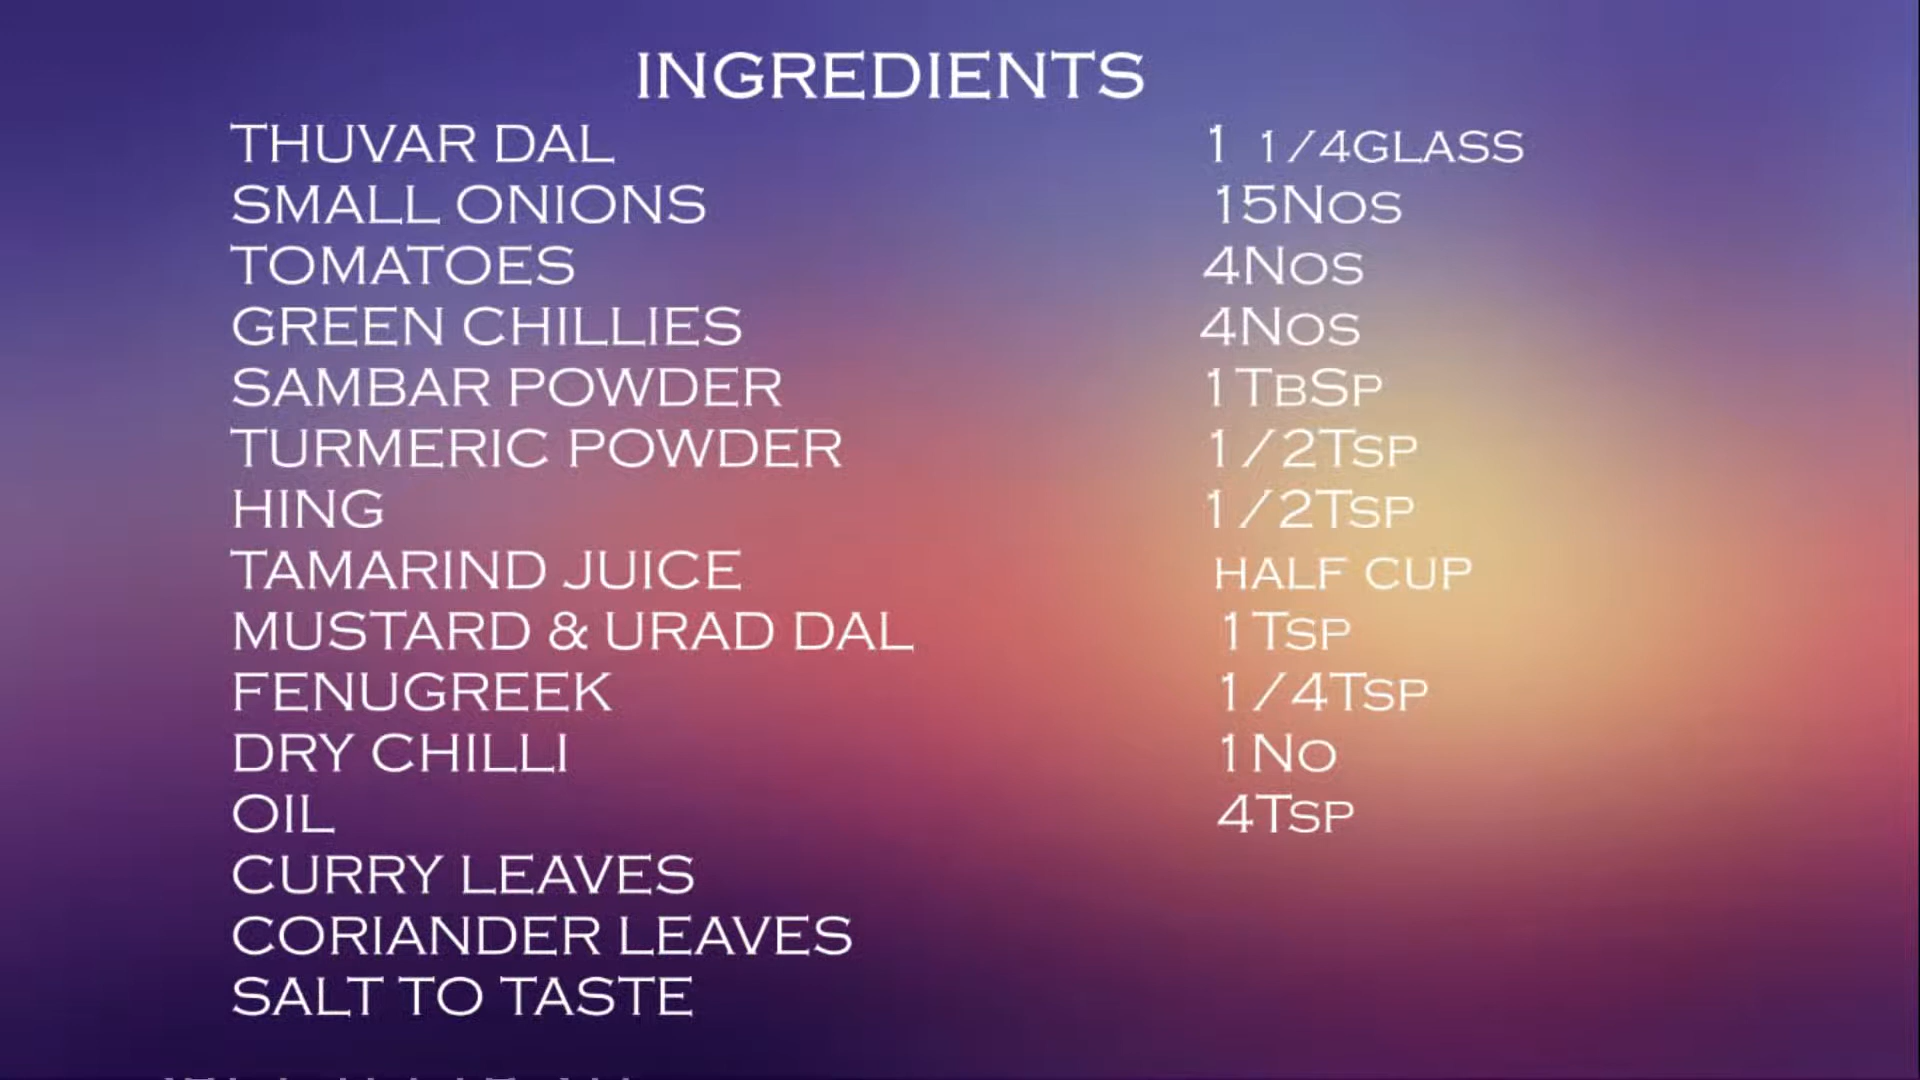 INGREDIENTS
THUVAR DAL 1 1/4GLASS
SMALL ONIONS 15NOS
TOMATOES 4NOS
GREEN CHILLIES 4NOS
SAMBAR POWDER 1TBSP
TURMERIC POWDER 1/2TSP
HING 1/2TSP
TAMARIND JUICE HALF CUP
MUSTARD & URAD DAL 1TSP
FENUGREEK 1/4TSP
DRY CHILLI 1NO
OIL 4TSP
CURRY LEAVES
CORIANDER LEAVES
SALT TO TASTE